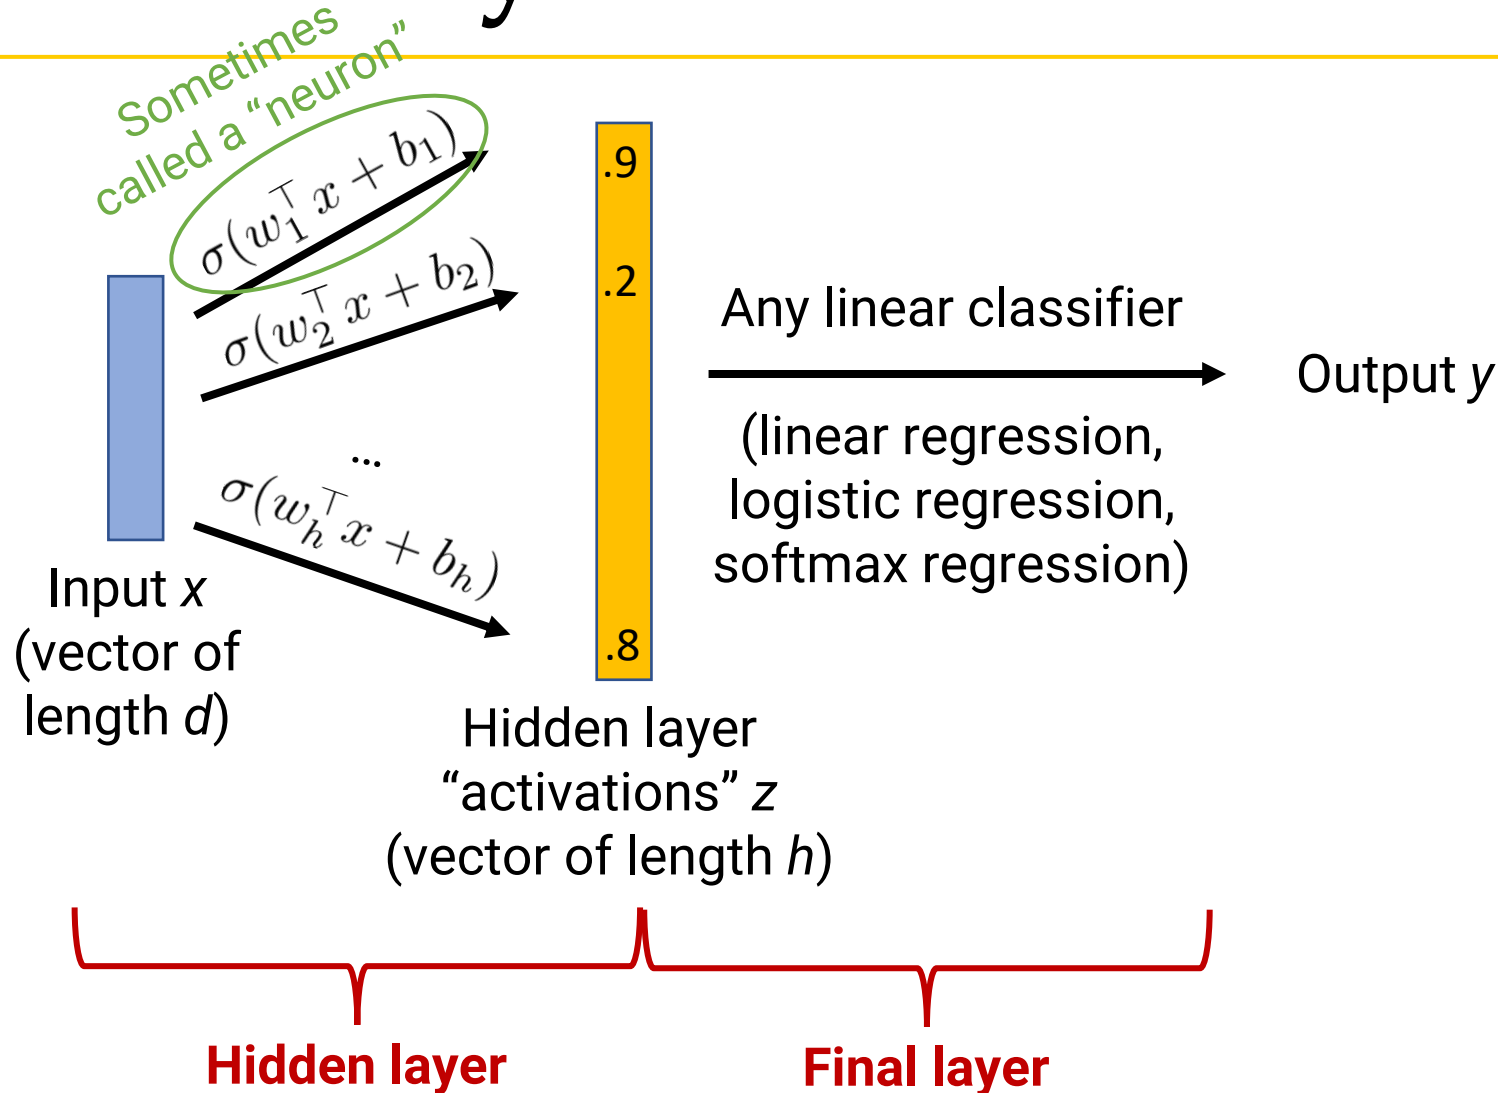 Sometimes
called a “neuron”
σ(w₁ᵀx + b₁)
σ(w₂ᵀx + b₂)
...
σ(wₕᵀx + bₕ)
Input x
(vector of
length d)
.9
.2
.8
Hidden layer
“activations” z
(vector of length h)
Any linear classifier
(linear regression,
logistic regression,
softmax regression)
Output y
Hidden layer
Final layer